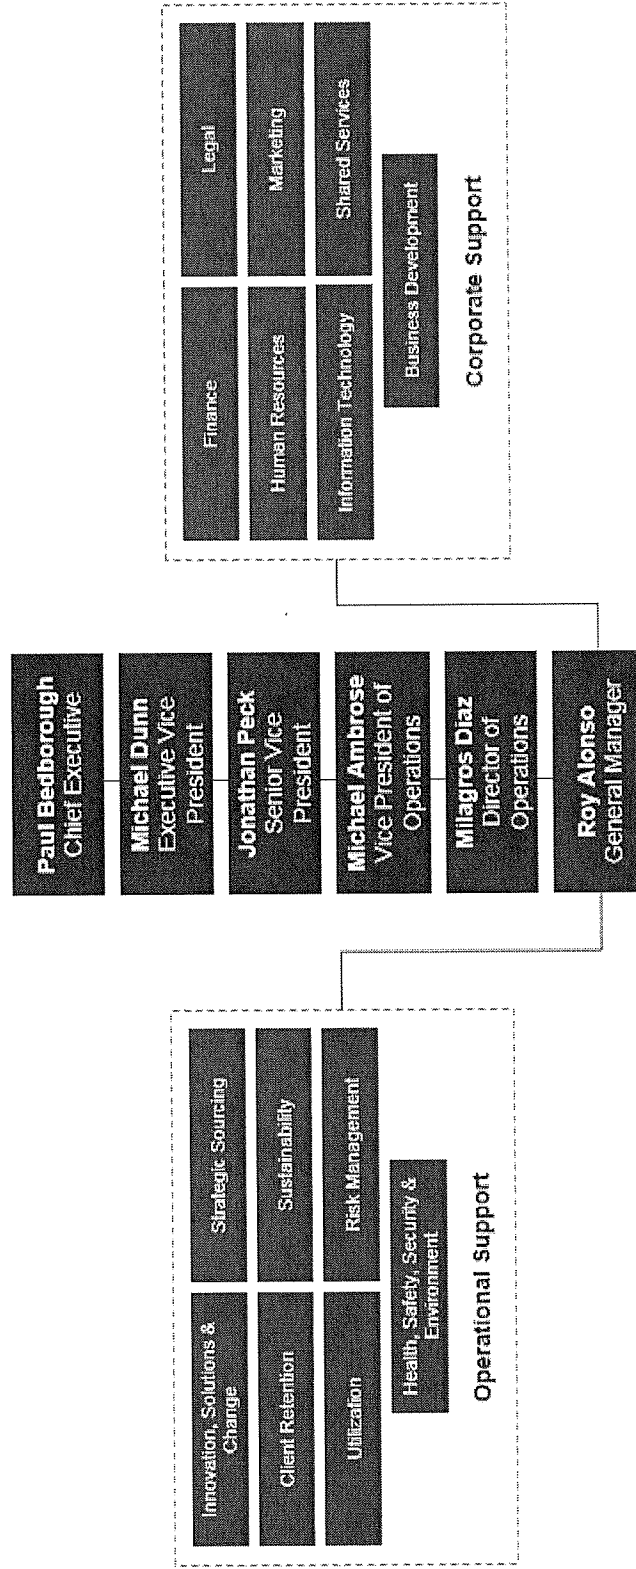 Paul Bedborough
Chief Executive
Michael Dunn
Executive Vice
President
Jonathan Peck
Senior Vice
President
Michael Ambrose
Vice President of
Operations
Milagros Diaz
Director of
Operations
Roy Alonso
General Manager
Innovation, Solutions &
Change
Strategic Sourcing
Client Retention
Sustainability
Utilization
Risk Management
Health, Safety, Security &
Environment
Operational Support
Finance
Legal
Human Resources
Marketing
Information Technology
Shared Services
Business Development
Corporate Support